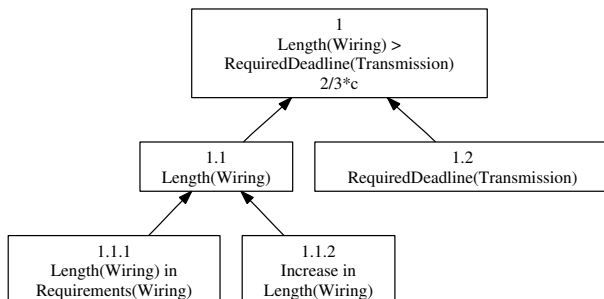 1
Length(Wiring) >
RequiredDeadline(Transmission)
2/3*c
1.1
Length(Wiring)
1.2
RequiredDeadline(Transmission)
1.1.1
Length(Wiring) in
Requirements(Wiring)
1.1.2
Increase in
Length(Wiring)